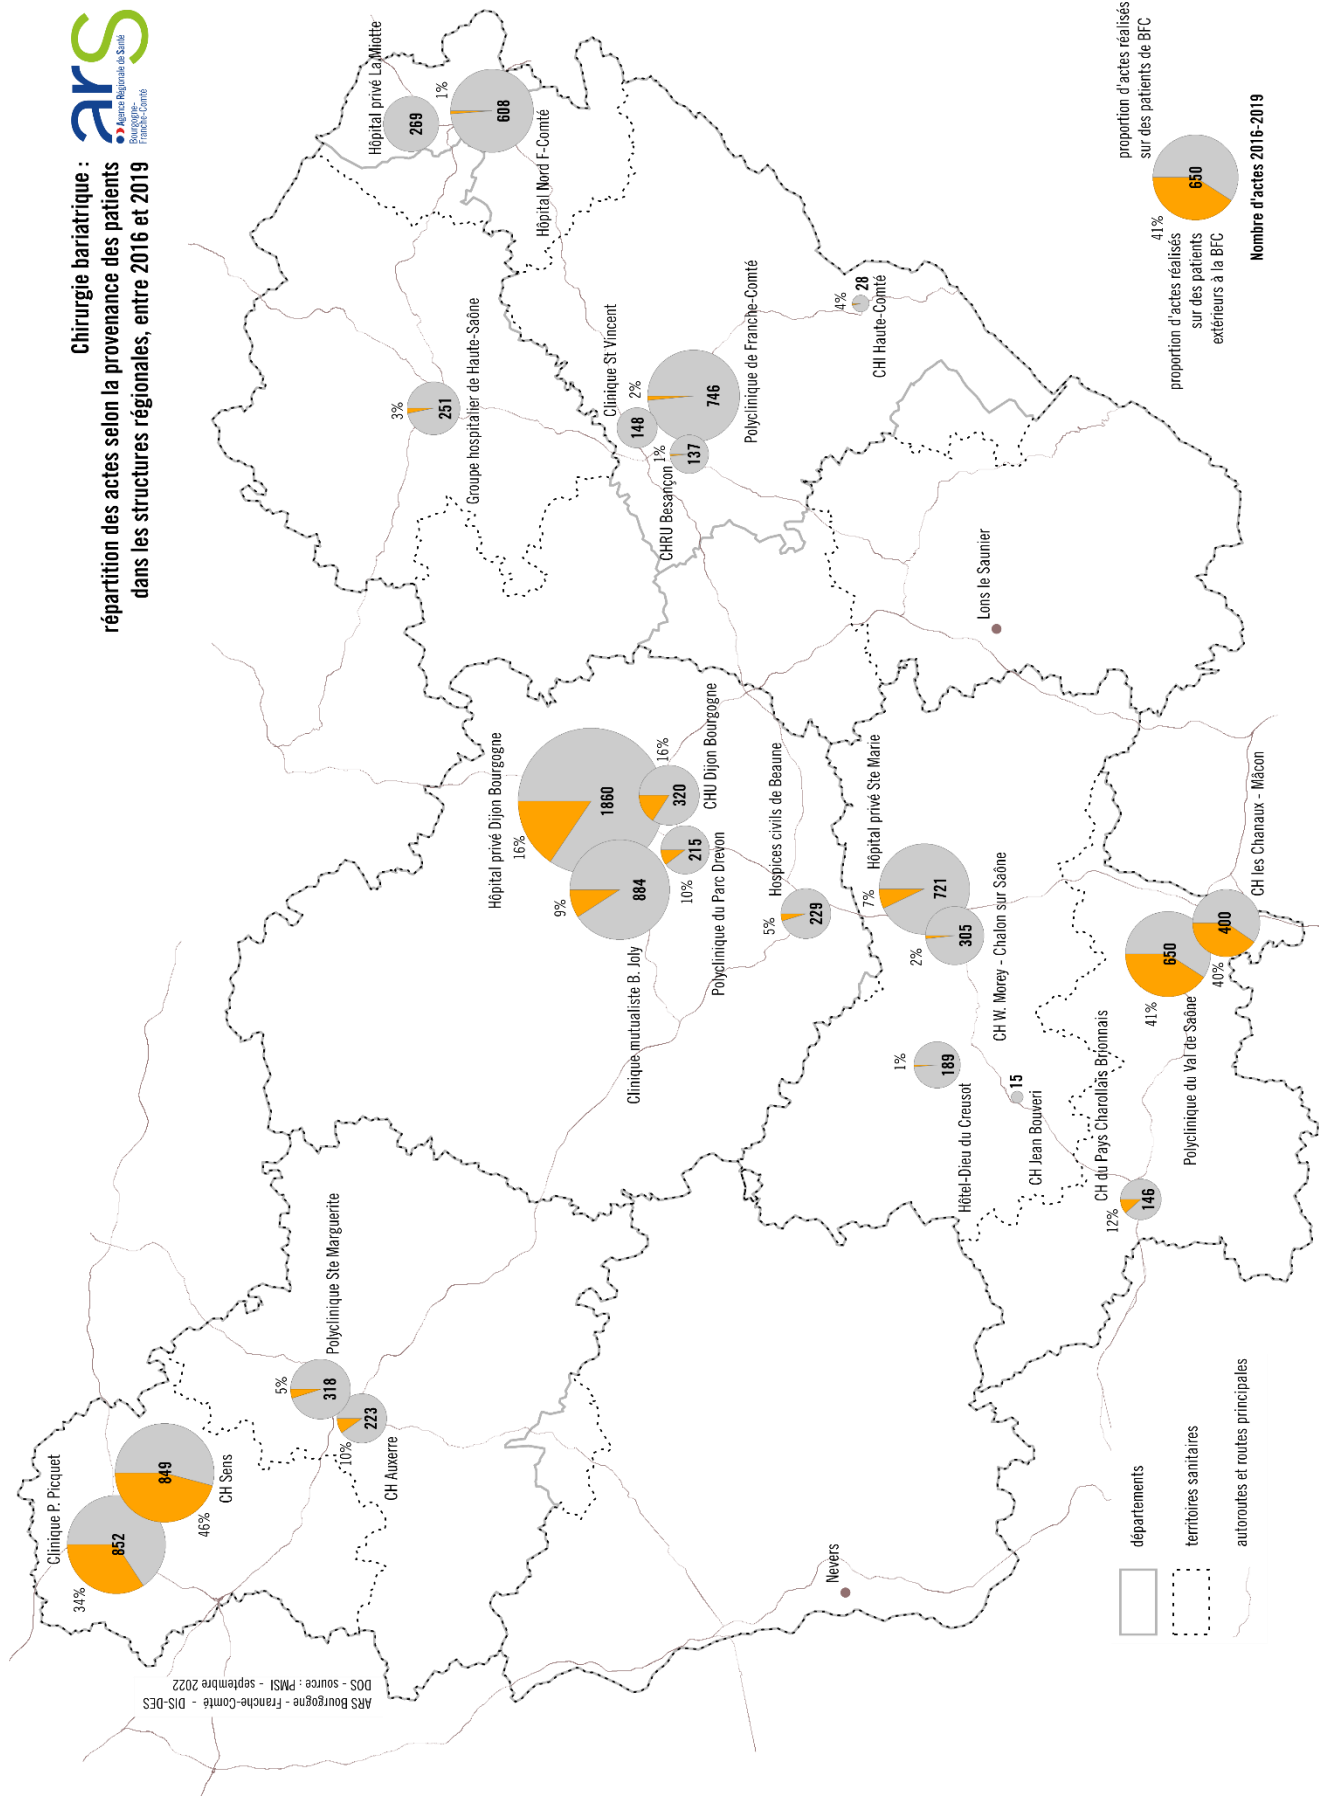 Chirurgie bariatrique :
répartition des actes selon la provenance des patients
dans les structures régionales, entre 2016 et 2019
ars
Agence Régionale de Santé
Bourgogne-
Franche-Comté
Clinique P. Picquet
34%
852
849
CH Sens
46%
5%
318
Polyclinique Ste Marguerite
10%
223
CH Auxerre
Hôpital privé Dijon Bourgogne
16%
1860
9%
884
Clinique mutualiste B. Joly
16%
320
CHU Dijon Bourgogne
10%
215
Polyclinique du Parc Drevon
Hospices civils de Beaune
5%
229
3%
251
Groupe hospitalier de Haute-Saône
Hôpital privé La Miotte
269
1%
608
Hôpital Nord F-Comté
Clinique St Vincent
148
2%
746
Polyclinique de Franche-Comté
1%
137
CHRU Besançon
4%
28
CHI Haute-Comté
Hôpital privé Ste Marie
7%
721
2%
305
CH W. Morey - Chalon sur Saône
1%
189
Hôtel-Dieu du Creusot
15
CH Jean Bouveri
CH du Pays Charollais Brionnais
12%
146
41%
650
Polyclinique du Val de Saône
40%
400
CH les Chanaux - Mâcon
Lons le Saunier
Nevers
départements
territoires sanitaires
autoroutes et routes principales
proportion d'actes réalisés
sur des patients de BFC
41%
650
proportion d'actes réalisés
sur des patients
extérieurs à la BFC
Nombre d'actes 2016-2019
ARS Bourgogne - Franche-Comté - DIS-DES
DOS - source : PMSI - septembre 2022